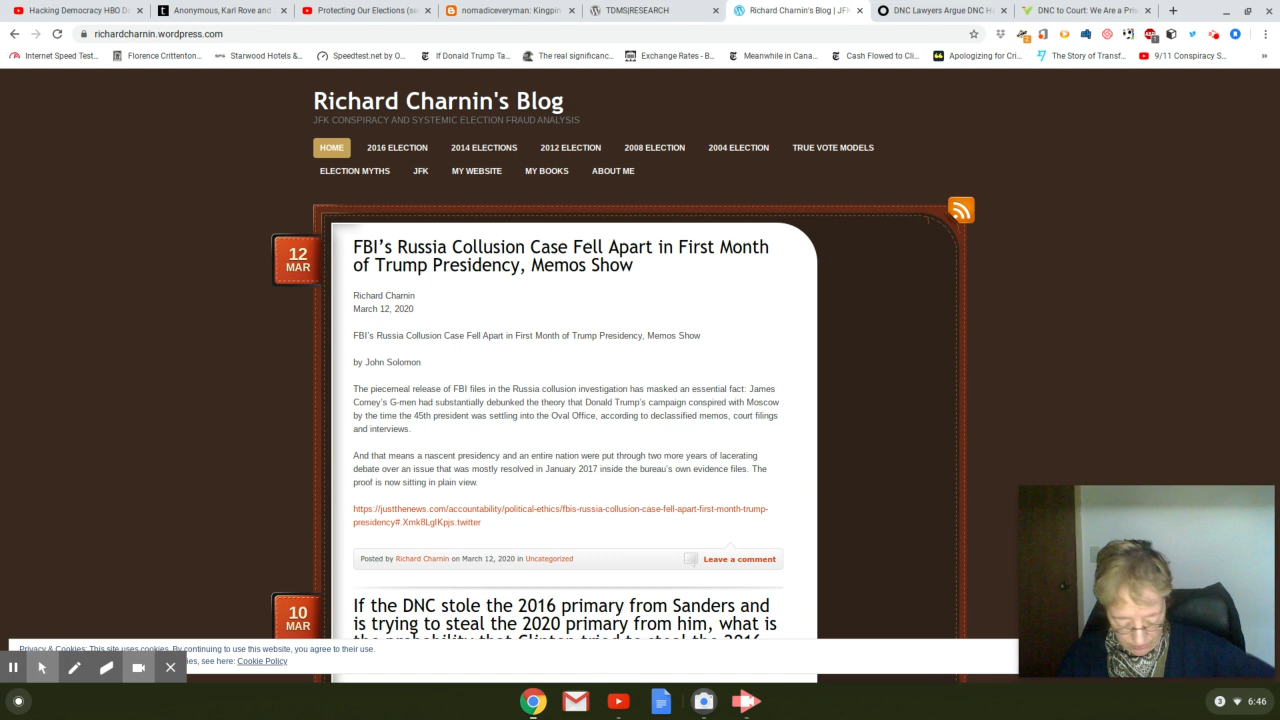 Hacking Democracy HBO Do
Anonymous, Karl Rove and
Protecting Our Elections (se
nomadiceveryman: Kingpin
TDMS|RESEARCH
Richard Charnin's Blog | JFK
DNC Lawyers Argue DNC Ha
DNC to Court: We Are a Priv
richardcharnin.wordpress.com
Internet Speed Test...
Florence Crittenton...
Starwood Hotels &...
Speedtest.net by O...
If Donald Trump Ta...
The real significanc...
Exchange Rates - B...
Meanwhile in Cana...
Cash Flowed to Cli...
Apologizing for Cri...
The Story of Transf...
9/11 Conspiracy S...
»
Richard Charnin's Blog
JFK CONSPIRACY AND SYSTEMIC ELECTION FRAUD ANALYSIS
HOME 2016 ELECTION 2014 ELECTIONS 2012 ELECTION 2008 ELECTION 2004 ELECTION TRUE VOTE MODELS
ELECTION MYTHS JFK MY WEBSITE MY BOOKS ABOUT ME
12
MAR
FBI’s Russia Collusion Case Fell Apart in First Month
of Trump Presidency, Memos Show
Richard Charnin
March 12, 2020
FBI’s Russia Collusion Case Fell Apart in First Month of Trump Presidency, Memos Show
by John Solomon
The piecemeal release of FBI files in the Russia collusion investigation has masked an essential fact: James
Comey’s G-men had substantially debunked the theory that Donald Trump’s campaign conspired with Moscow
by the time the 45th president was settling into the Oval Office, according to declassified memos, court filings
and interviews.
And that means a nascent presidency and an entire nation were put through two more years of lacerating
debate over an issue that was mostly resolved in January 2017 inside the bureau’s own evidence files. The
proof is now sitting in plain view.
https://justthenews.com/accountability/political-ethics/fbis-russia-collusion-case-fell-apart-first-month-trump-
presidency#.Xmk8LgIKpjs.twitter
Posted by Richard Charnin on March 12, 2020 in Uncategorized
Leave a comment
10
MAR
If the DNC stole the 2016 primary from Sanders and
is trying to steal the 2020 primary from him, what is
the probability that Clinton tried to steal the 2016
Privacy & Cookies: This site uses cookies. By continuing to use this website, you agree to their use.
ies, see here: Cookie Policy
3 6:46